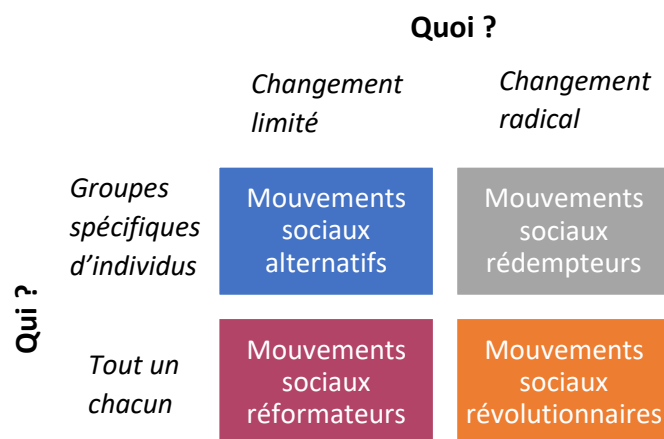 Quoi ?
Changement
limité
Changement
radical
Qui ?
Groupes
spécifiques
d'individus
Mouvements
sociaux
alternatifs
Mouvements
sociaux
rédempteurs
Tout un
chacun
Mouvements
sociaux
réformateurs
Mouvements
sociaux
révolutionnaires